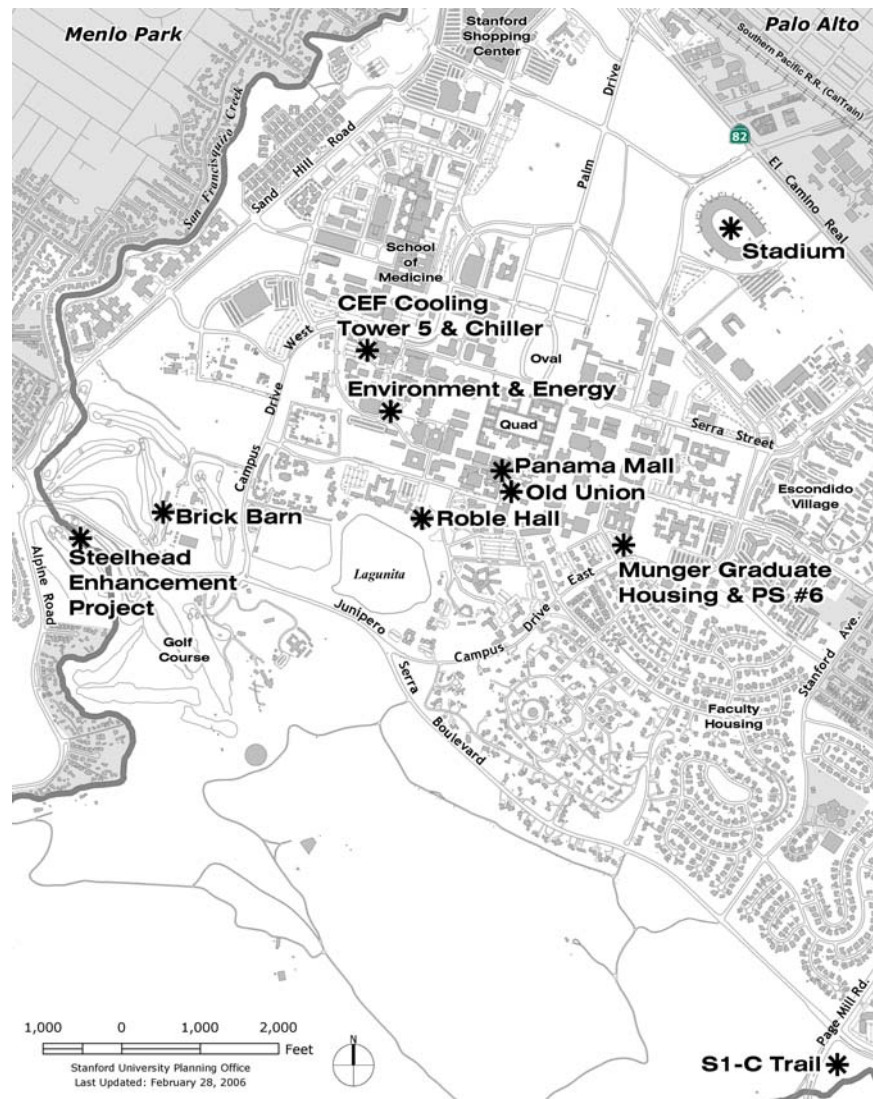 Menlo Park
Palo Alto
Stanford
Shopping
Center
Southern Pacific R.R. (CalTrain)
San Francisquito Creek
Sand Hill Road
Palm Drive
82
El Camino Real
Stadium
School
of
Medicine
CEF Cooling
Tower 5 & Chiller
Campus Drive West
Oval
Environment & Energy
Quad
Serra Street
Panama Mall
Old Union
Escondido
Village
Brick Barn
Roble Hall
Steelhead
Enhancement
Project
Alpine Road
Lagunita
Munger Graduate
Housing & PS #6
Campus Drive East
Junipero Serra Boulevard
Golf
Course
Stanford Ave.
Faculty
Housing
Page Mill Rd.
S1-C Trail
1,000 0 1,000 2,000
Feet
N
Stanford University Planning Office
Last Updated: February 28, 2006